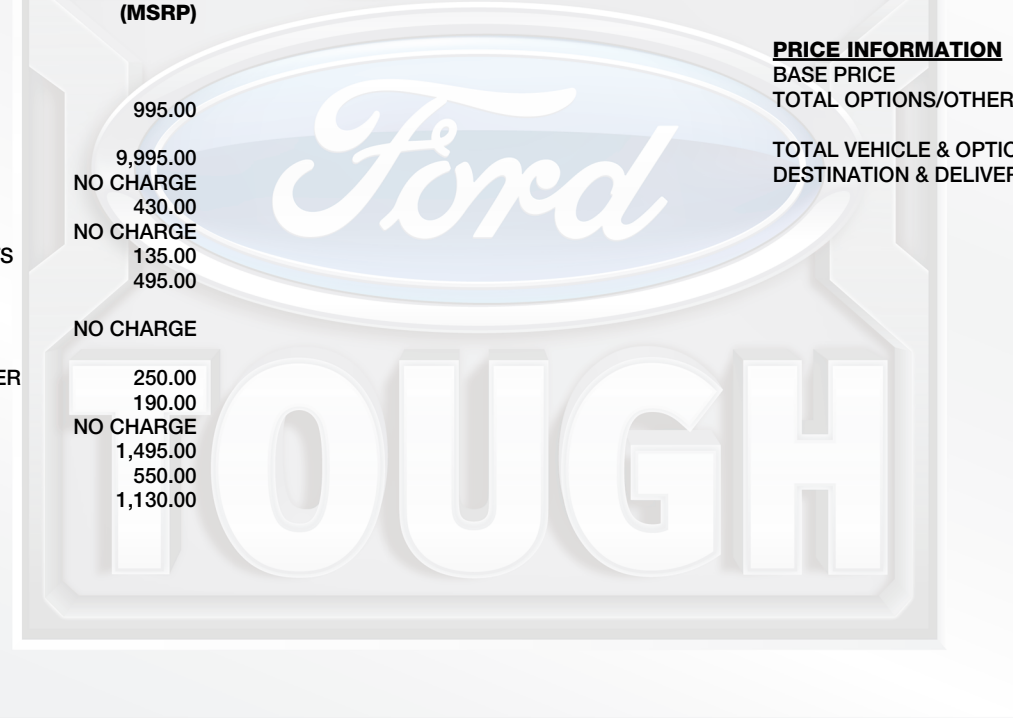 (MSRP)
995.00
9,995.00
NO CHARGE
430.00
NO CHARGE
135.00
495.00
NO CHARGE
250.00
190.00
NO CHARGE
1,495.00
550.00
1,130.00
PRICE INFORMATION
BASE PRICE
TOTAL OPTIONS/OTHER
TOTAL VEHICLE & OPTIO
DESTINATION & DELIVER
TS
ER
Ford
TOUGH